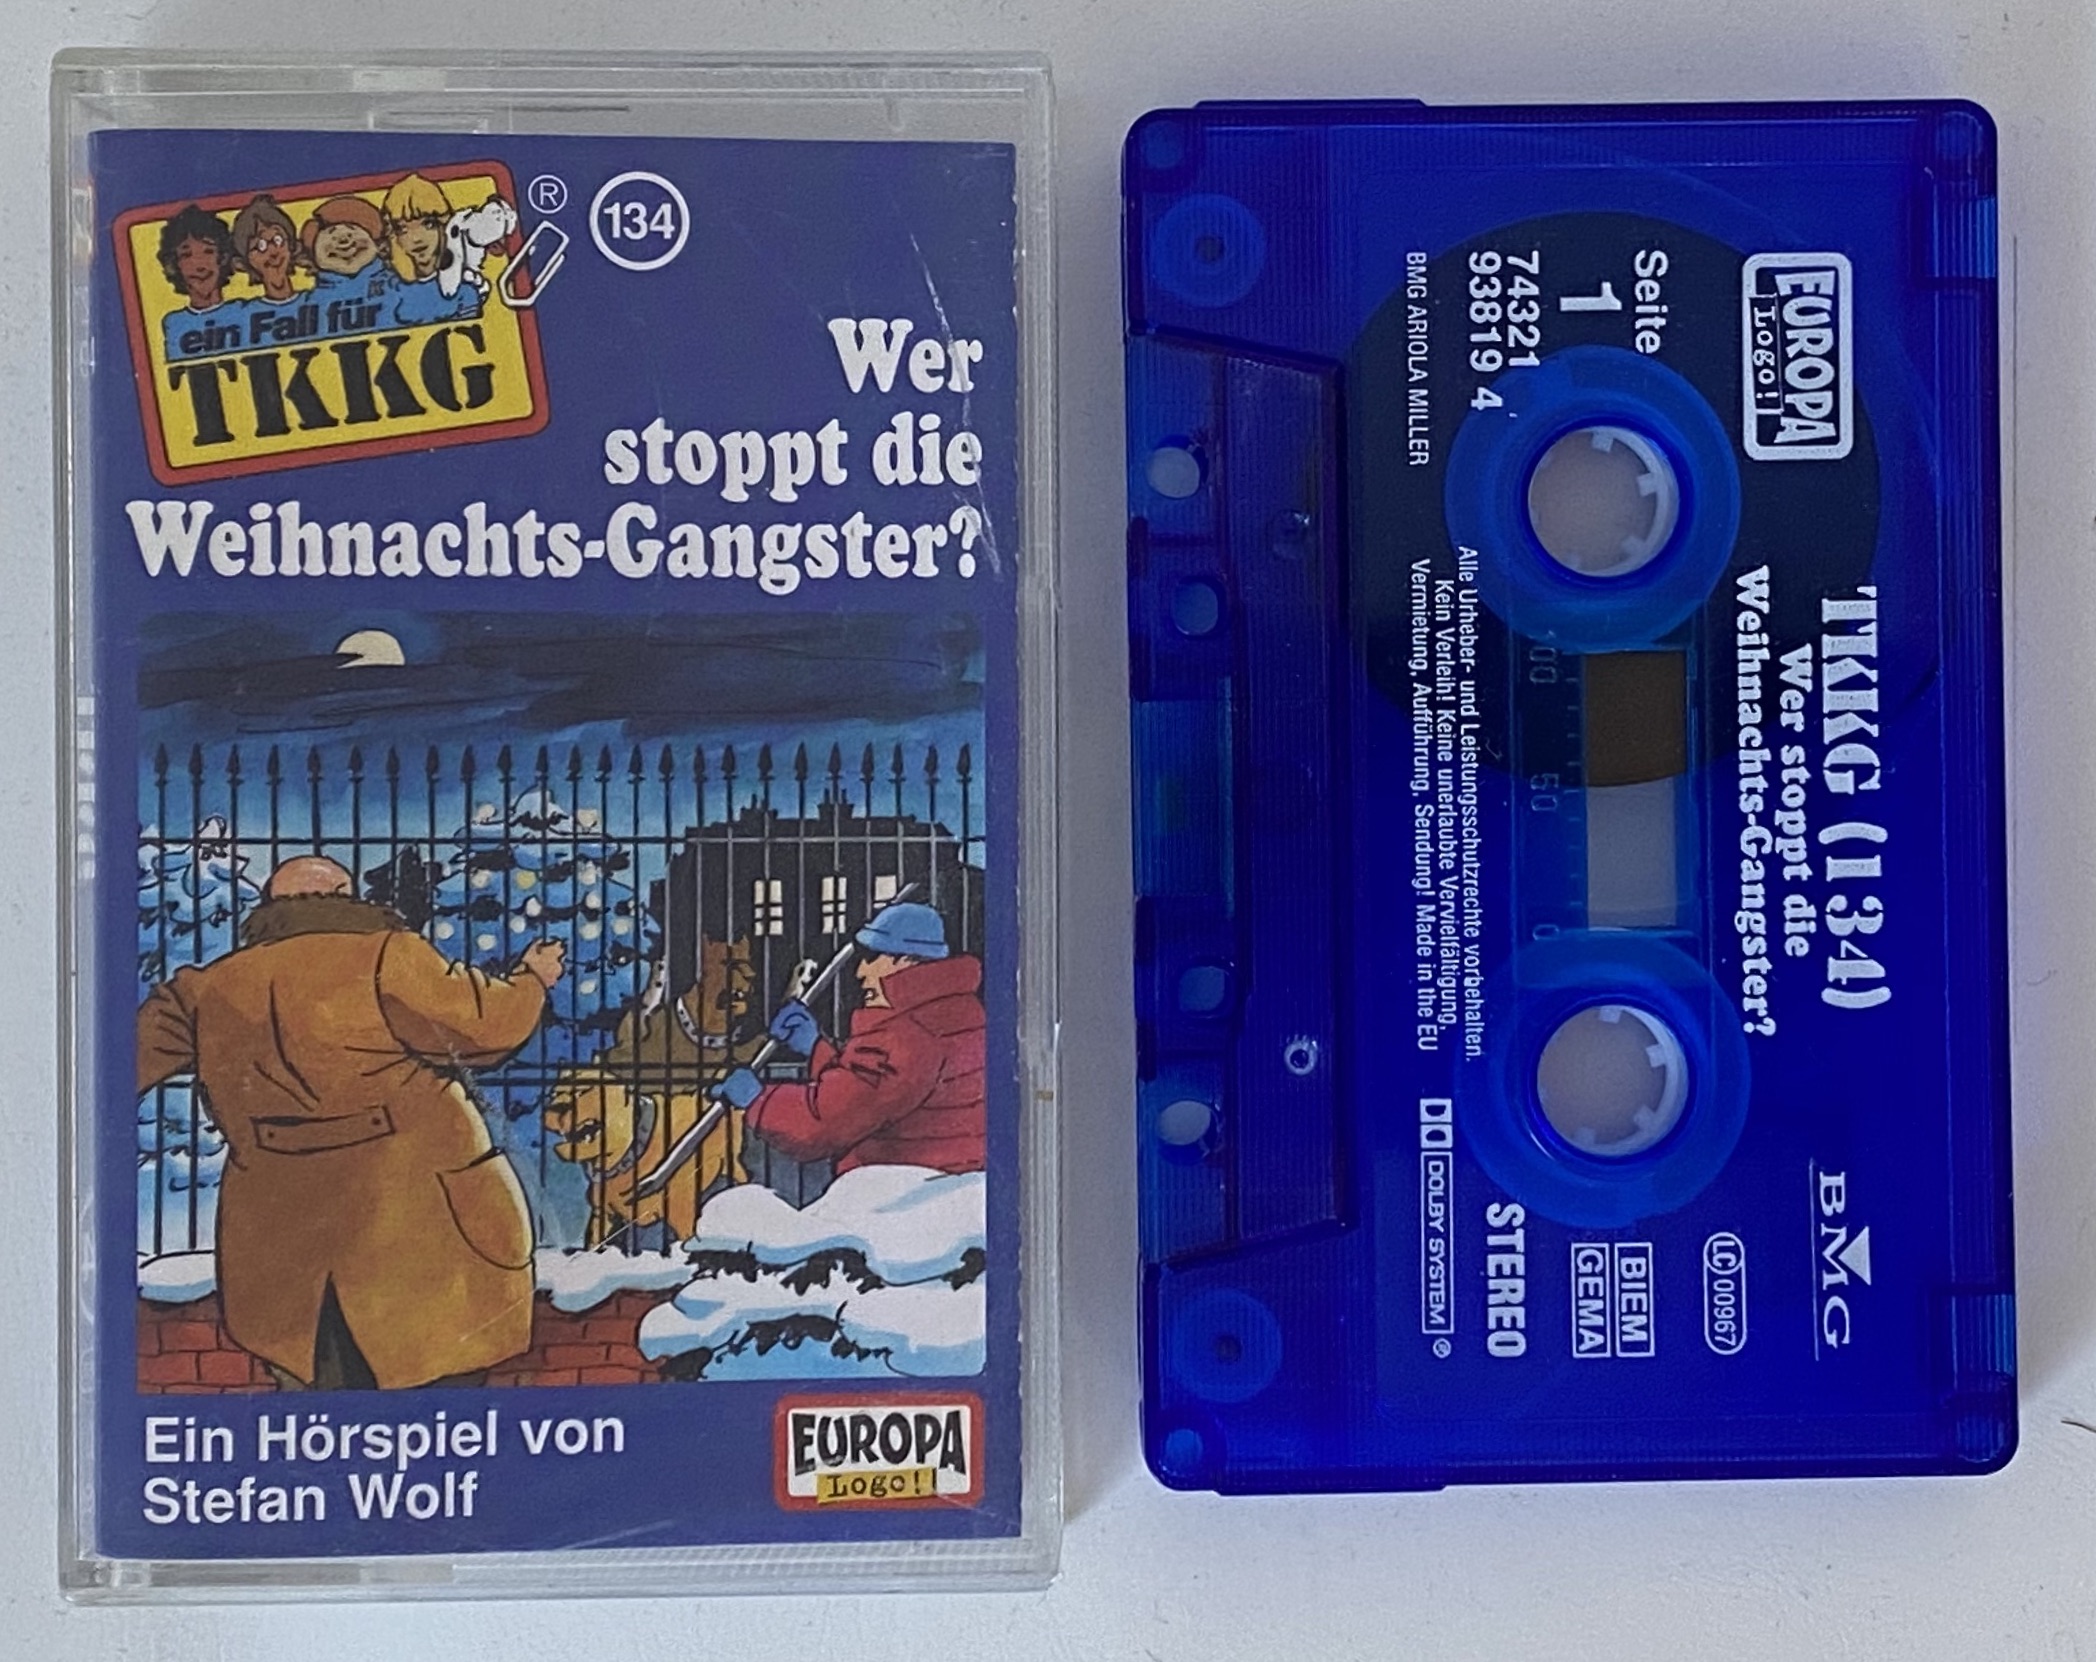 ein Fall für
TKKG
®
134
Wer
stoppt die
Weihnachts-Gangster?
Ein Hörspiel von
Stefan Wolf
EUROPA
Logo!
EUROPA
Logo!
TKKG (134)
Wer stoppt die
Weihnachts-Gangster?
BMG
Seite
1
74321
93819 4
BMG ARIOLA MILLER
LC 00967
BIEM
GEMA
STEREO
100 50 0
Alle Urheber- und Leistungsschutzrechte vorbehalten.
Kein Verleih! Keine unerlaubte Vervielfältigung,
Vermietung, Aufführung, Sendung! Made in the EU
DOLBY SYSTEM ®